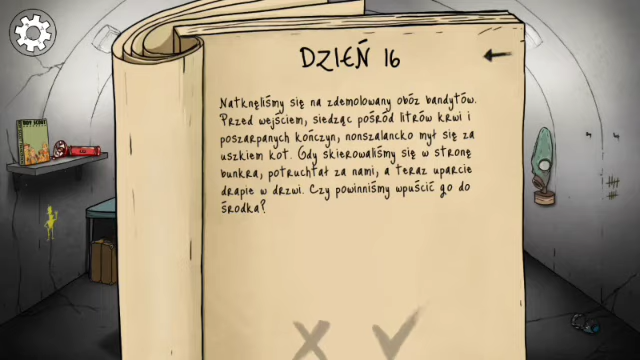 DZIEŃ 16
Natknęliśmy się na zdemolowany obóz bandytów.
Przed wejściem, siedząc pośród litrów krwi i
poszarpanych kończyn, nonszalancko mył się za
uszkiem kot. Gdy skierowaliśmy się w stronę
bunkra, potruchtał za nami, a teraz uparcie
drapie w drzwi. Czy powinniśmy wpuścić go do
środka?